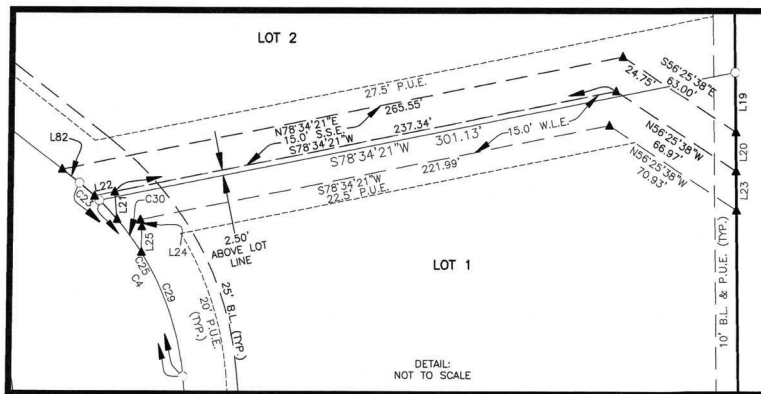 LOT 2
27.5' P.U.E.
S56°25'38"E
63.00'
24.75'
N78°34'21"E
15.0' S.S.E.
265.55'
S78°34'21"W
237.34'
L19
L82
S78°34'21"W 301.13'
15.0' W.L.E.
N56°25'38"W
66.97'
L20
L22
C23
L21
C30
S78°34'21"W
221.99'
22.5' P.U.E.
N56°25'38"W
70.93'
L23
L25
L24
2.50'
ABOVE LOT
LINE
C25
C4
C29
LOT 1
20' P.U.E.
(TYP.)
25' B.L. (TYP.)
10' B.L. & P.U.E. (TYP.)
DETAIL:
NOT TO SCALE